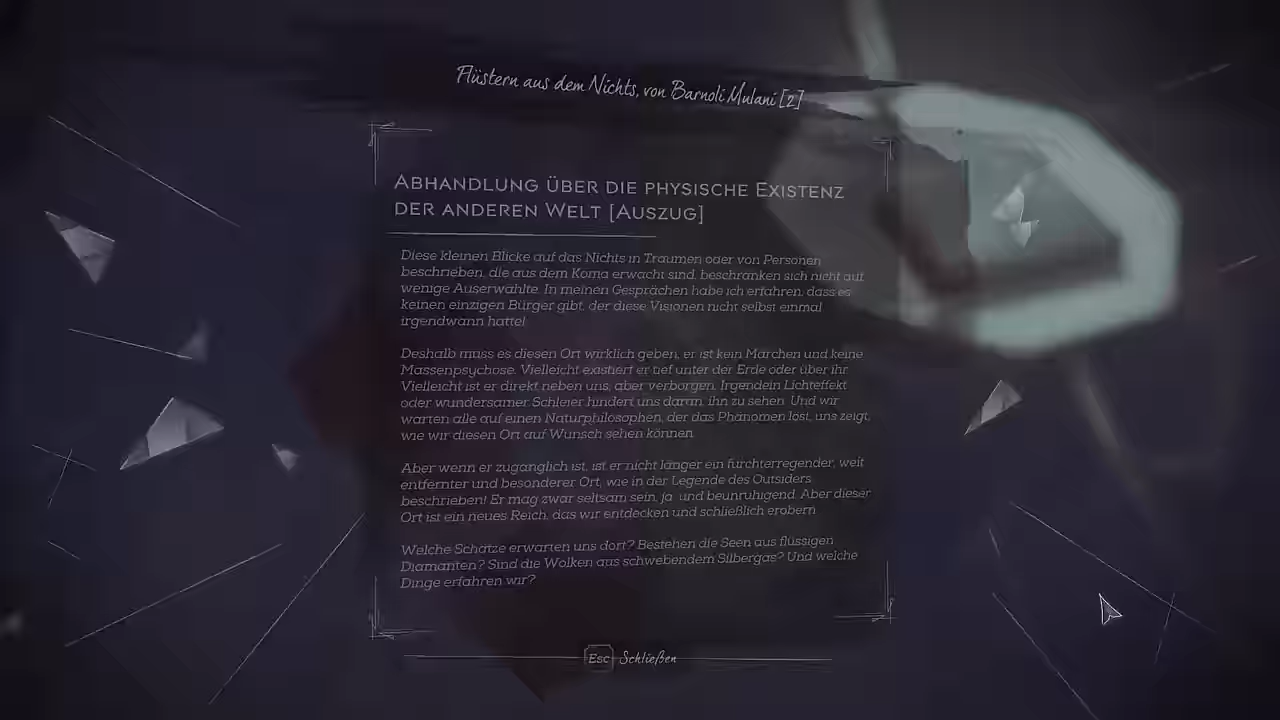 Flüstern aus dem Nichts, von Barnoli Mulani [2]
Abhandlung über die physische Existenz
der anderen Welt [Auszug]
Diese kleinen Blicke auf das Nichts in Träumen oder von Personen
beschrieben, die aus dem Koma erwacht sind, beschränken sich nicht auf
wenige Auserwählte. In meinen Gesprächen habe ich erfahren, dass es
keinen einzigen Bürger gibt, der diese Visionen nicht selbst einmal
irgendwann hatte!
Deshalb muss es diesen Ort wirklich geben, er ist kein Märchen und keine
Massenpsychose. Vielleicht existiert er tief unter der Erde oder über ihr.
Vielleicht ist er direkt neben uns, aber verborgen. Irgendein Lichteffekt
oder wundersamer Schleier hindert uns daran, ihn zu sehen. Und wir
warten alle auf einen Naturphilosophen, der das Phänomen löst, uns zeigt,
wie wir diesen Ort auf Wunsch sehen können.
Aber wenn er zugänglich ist, ist er nicht länger ein furchterregender, weit
entfernter und besonderer Ort, wie in der Legende des Outsiders
beschrieben! Er mag zwar seltsam sein, ja, und beunruhigend. Aber dieser
Ort ist ein neues Reich, das wir entdecken und schließlich erobern.
Welche Schätze erwarten uns dort? Bestehen die Seen aus flüssigen
Diamanten? Sind die Wolken aus schwebendem Silbergas? Und welche
Dinge erfahren wir?
Esc Schließen